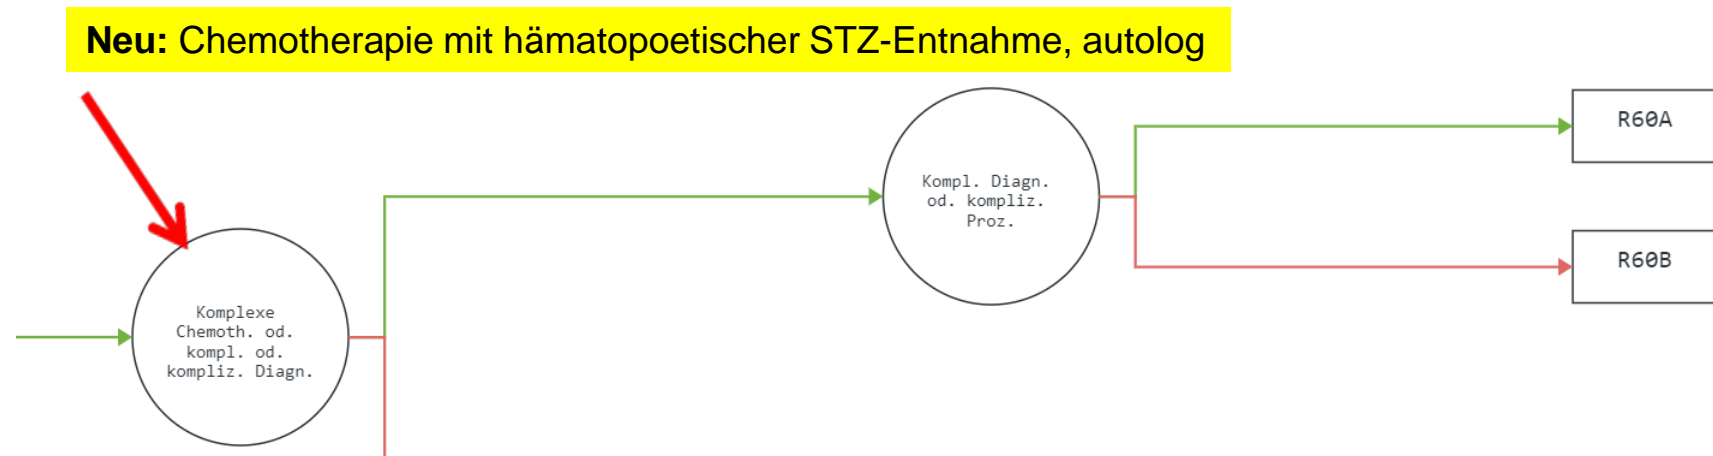 Neu: Chemotherapie mit hämatopoetischer STZ-Entnahme, autolog
R60A
Kompl. Diagn.
od. kompliz.
Proz.
R60B
Komplexe
Chemoth. od.
kompl. od.
kompliz. Diagn.